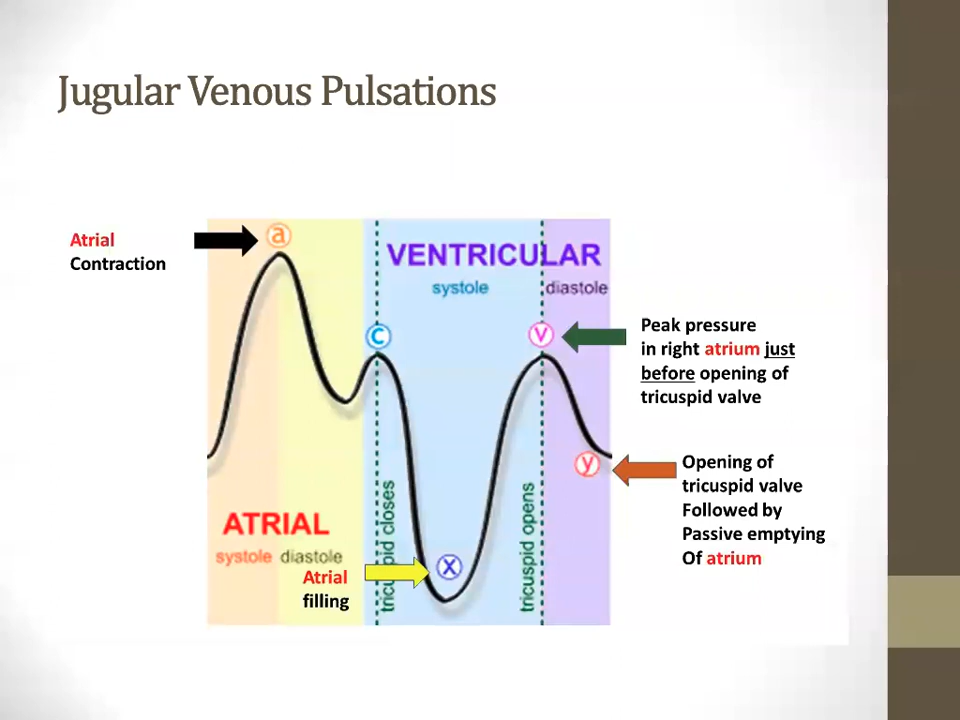 Jugular Venous Pulsations
Atrial
Contraction
a
VENTRICULAR
systole
diastole
c
v
Peak pressure
in right atrium just
before opening of
tricuspid valve
y
Opening of
tricuspid valve
Followed by
Passive emptying
Of atrium
ATRIAL
systole
diastole
Atrial
filling
x
tricuspid closes
tricuspid opens